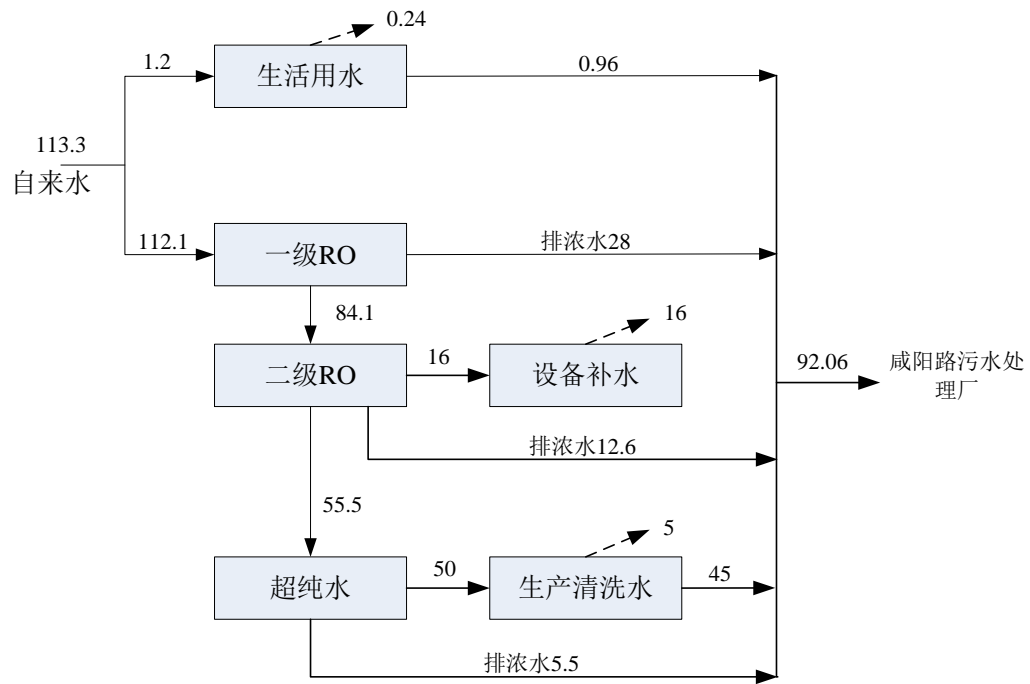 0.24
1.2
生活用水
0.96
113.3
自来水
112.1
一级RO
排浓水28
84.1
16
二级RO
16
设备补水
92.06
咸阳路污水处
理厂
排浓水12.6
55.5
5
超纯水
50
生产清洗水
45
排浓水5.5